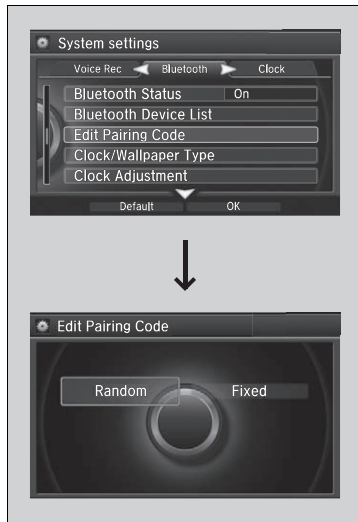 System settings
Voice Rec Bluetooth Clock
Bluetooth Status On
Bluetooth Device List
Edit Pairing Code
Clock/Wallpaper Type
Clock Adjustment
Default OK
Edit Pairing Code
Random Fixed